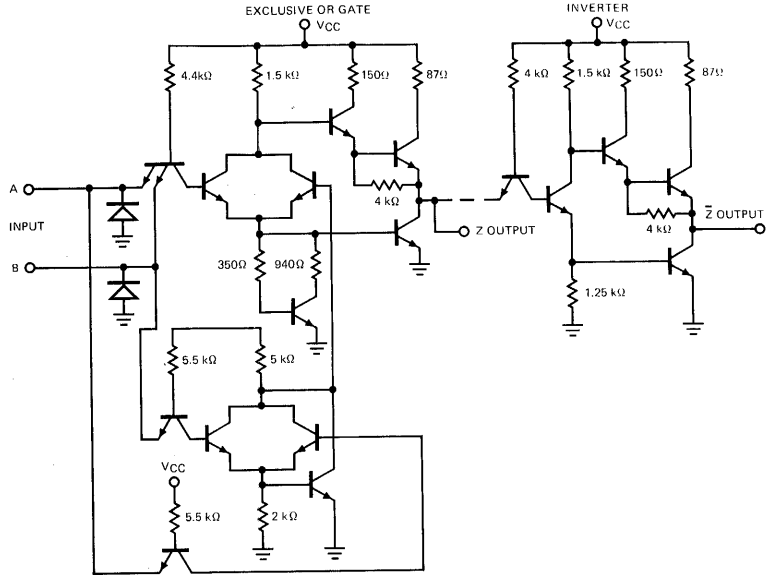 EXCLUSIVE OR GATE
VCC
INVERTER
VCC
4.4kΩ
1.5 kΩ
150Ω
87Ω
4 kΩ
1.5 kΩ
150Ω
87Ω
A
INPUT
B
4 kΩ
Z OUTPUT
4 kΩ
Z̅ OUTPUT
350Ω
940Ω
1.25 kΩ
5.5 kΩ
5 kΩ
VCC
5.5 kΩ
2 kΩ